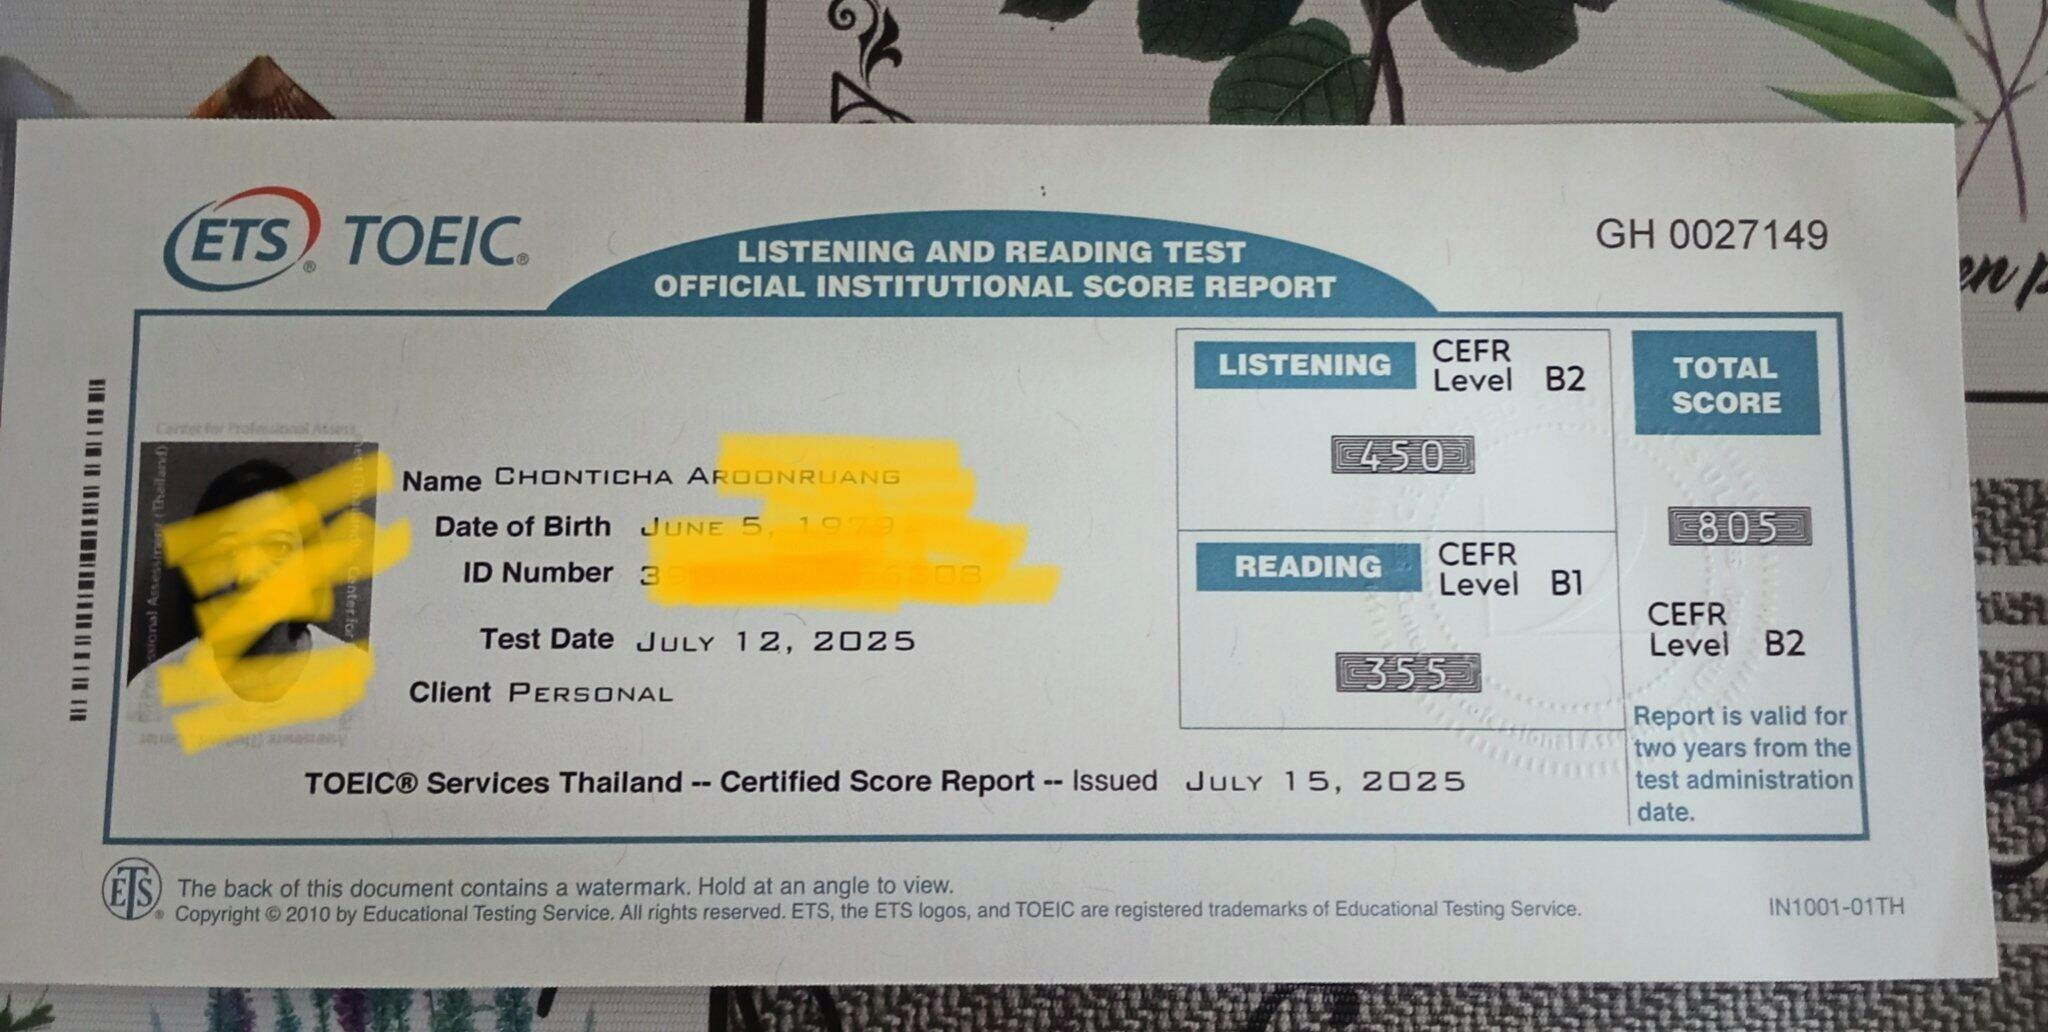 ETS® TOEIC®
LISTENING AND READING TEST
OFFICIAL INSTITUTIONAL SCORE REPORT
GH 0027149
Name CHONTICHA
Date of Birth JUNE 5,
ID Number
Test Date JULY 12, 2025
Client PERSONAL
LISTENING
CEFR
Level B2
450
READING
CEFR
Level B1
355
TOTAL
SCORE
805
CEFR
Level B2
Report is valid for
two years from the
test administration
date.
TOEIC® Services Thailand -- Certified Score Report -- Issued JULY 15, 2025
ETS®
The back of this document contains a watermark. Hold at an angle to view.
Copyright © 2010 by Educational Testing Service. All rights reserved. ETS, the ETS logos, and TOEIC are registered trademarks of Educational Testing Service.
IN1001-01TH